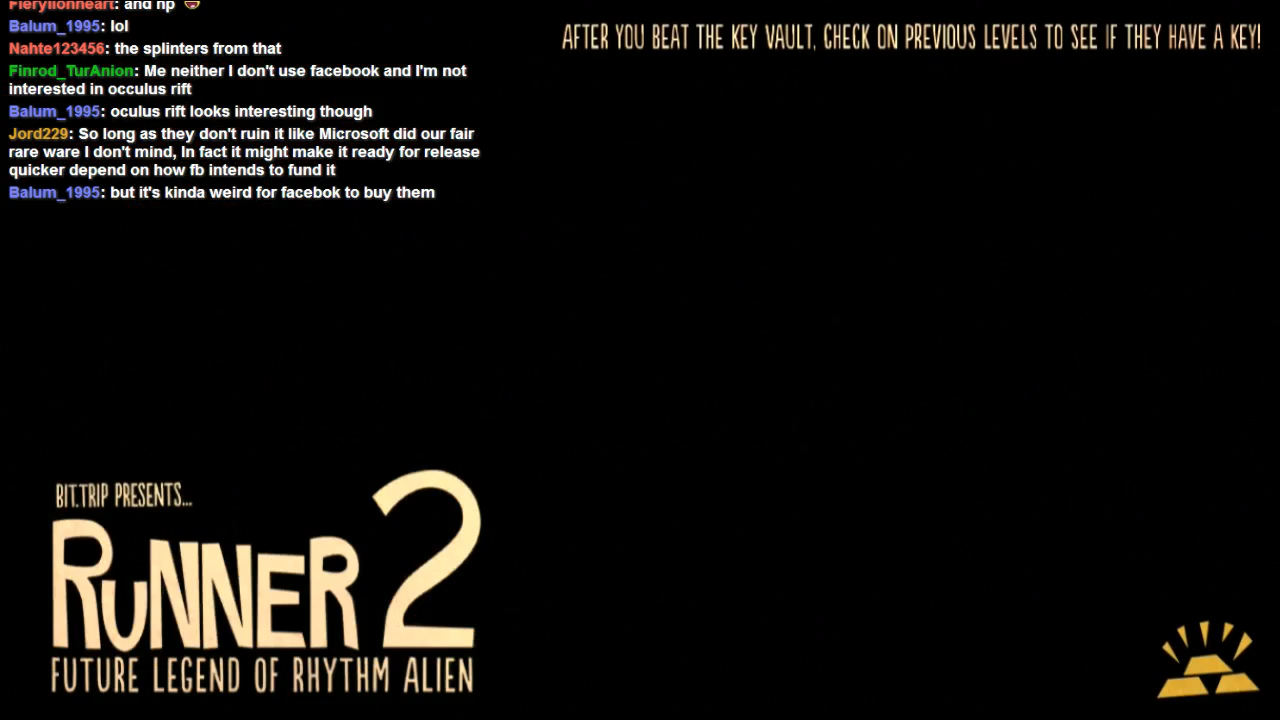 Fierylionheart: and np
Balum_1995: lol
Nahte123456: the splinters from that
Finrod_TurAnion: Me neither I don't use facebook and I'm not
interested in occulus rift
Balum_1995: oculus rift looks interesting though
Jord229: So long as they don't ruin it like Microsoft did our fair
rare ware I don't mind, In fact it might make it ready for release
quicker depend on how fb intends to fund it
Balum_1995: but it's kinda weird for facebok to buy them
AFTER YOU BEAT THE KEY VAULT, CHECK ON PREVIOUS LEVELS TO SEE IF THEY HAVE A KEY!
BIT.TRIP PRESENTS...
RUNNER 2
FUTURE LEGEND OF RHYTHM ALIEN